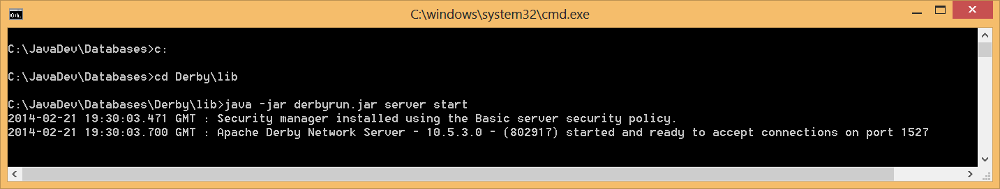 C:\windows\system32\cmd.exe
C:\JavaDev\Databases>c:
C:\JavaDev\Databases>cd Derby\lib
C:\JavaDev\Databases\Derby\lib>java -jar derbyrun.jar server start
2014-02-21 19:30:03.471 GMT : Security manager installed using the Basic server security policy.
2014-02-21 19:30:03.700 GMT : Apache Derby Network Server - 10.5.3.0 - (802917) started and ready to accept connections on port 1527